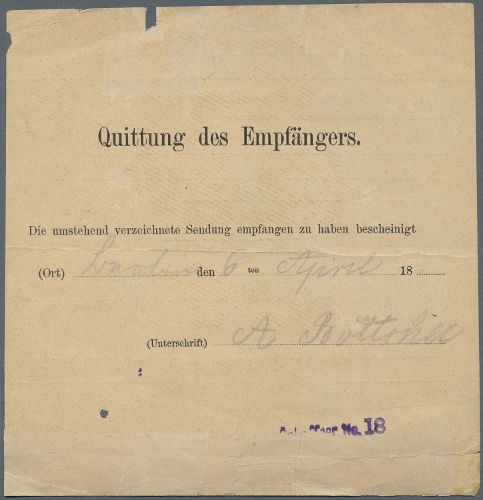 Quittung des Empfängers.
Die umstehend verzeichnete Sendung empfangen zu haben bescheinigt
(Ort) den 6 ten April 18
(Unterschrift) A
No. 18